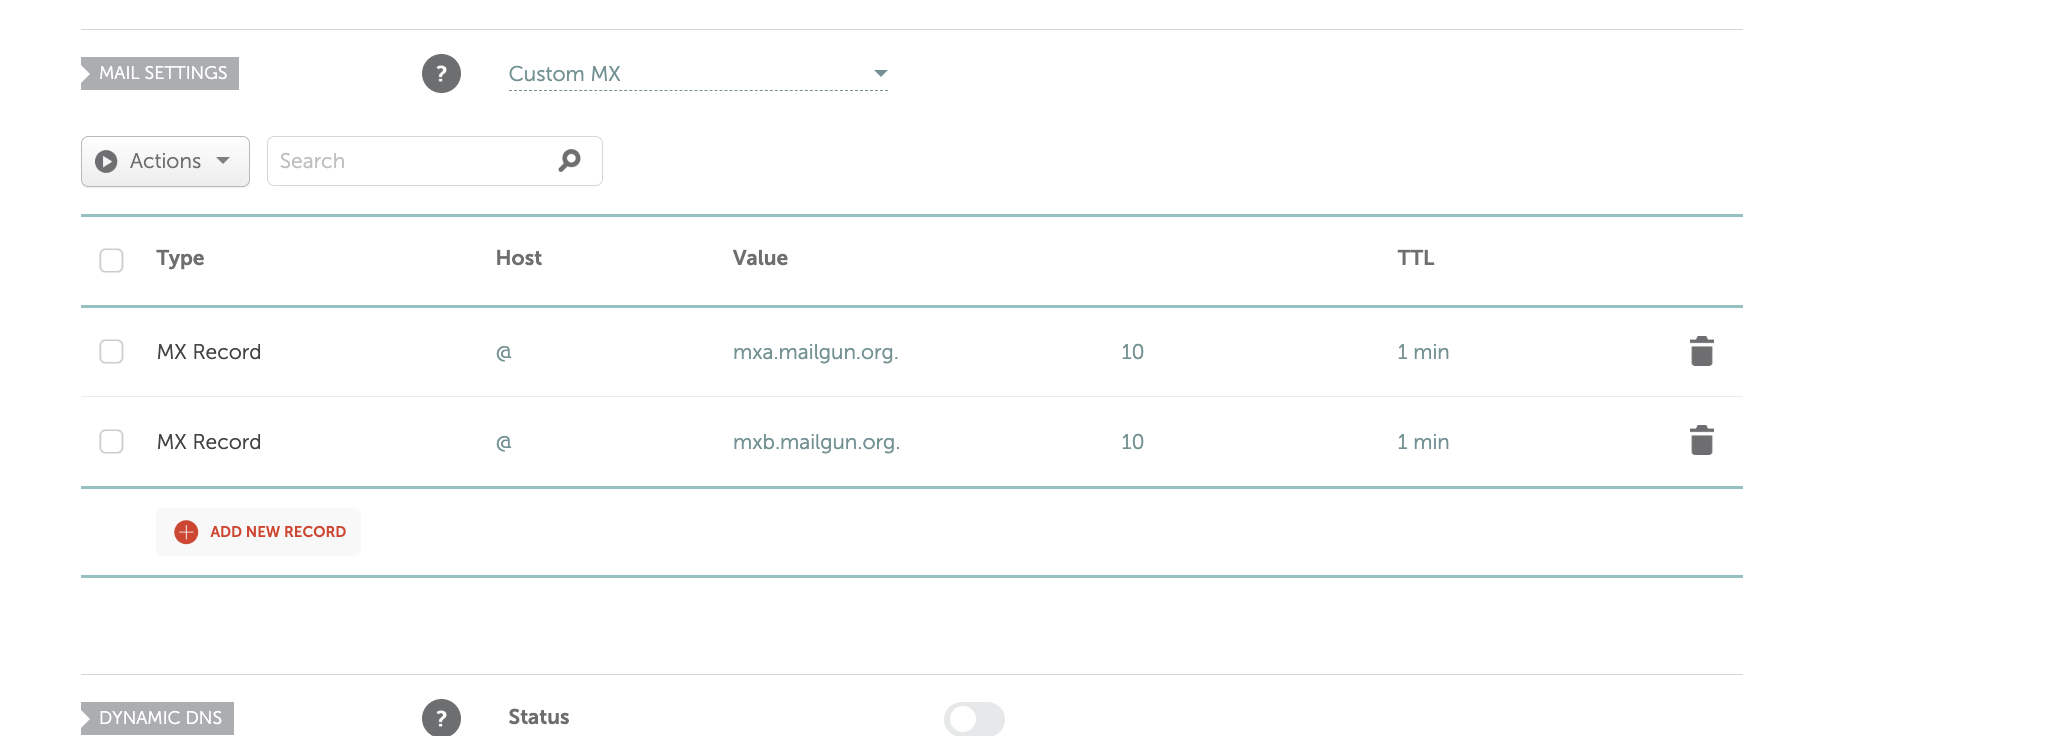 MAIL SETTINGS ? Custom MX
Actions Search
Type Host Value TTL
MX Record @ mxa.mailgun.org. 10 1 min
MX Record @ mxb.mailgun.org. 10 1 min
ADD NEW RECORD
DYNAMIC DNS ? Status